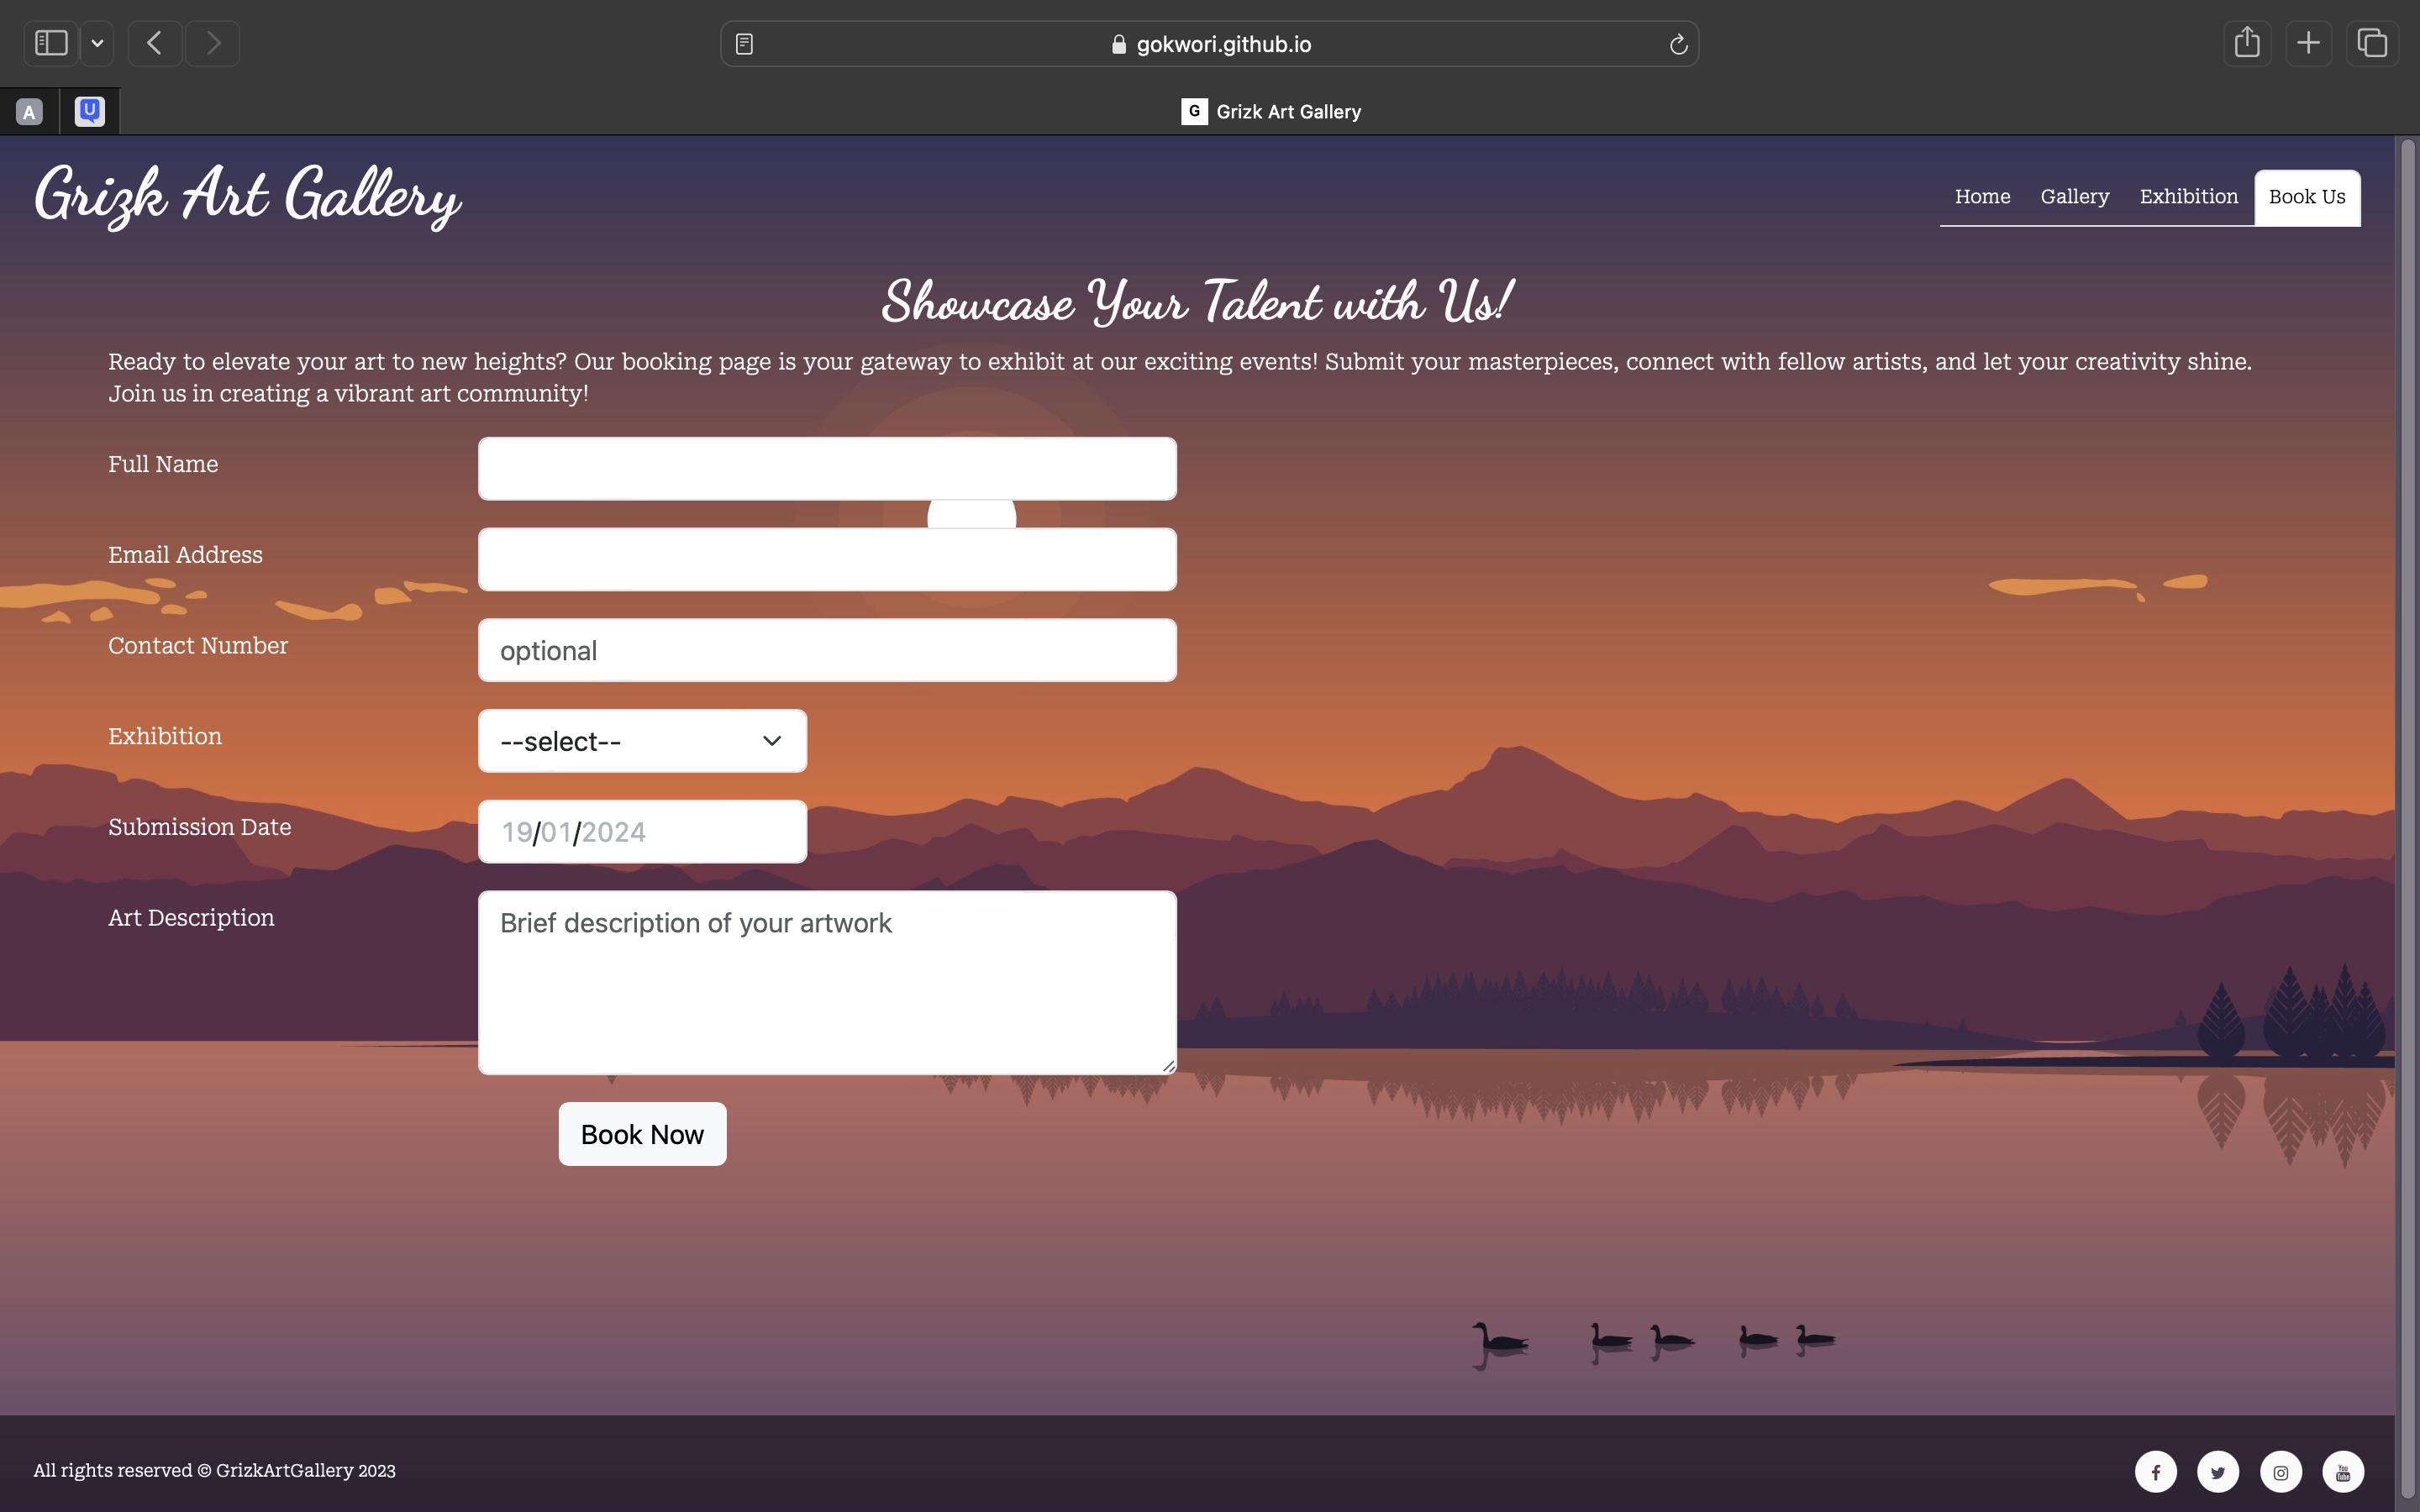 gokwori.github.io
A
U
G Grizk Art Gallery
Grizk Art Gallery
Home Gallery Exhibition Book Us
Showcase Your Talent with Us!
Ready to elevate your art to new heights? Our booking page is your gateway to exhibit at our exciting events! Submit your masterpieces, connect with fellow artists, and let your creativity shine.
Join us in creating a vibrant art community!
Full Name
Email Address
Contact Number optional
Exhibition --select--
Submission Date 19/01/2024
Art Description Brief description of your artwork
Book Now
All rights reserved © GrizkArtGallery 2023
You
Tube